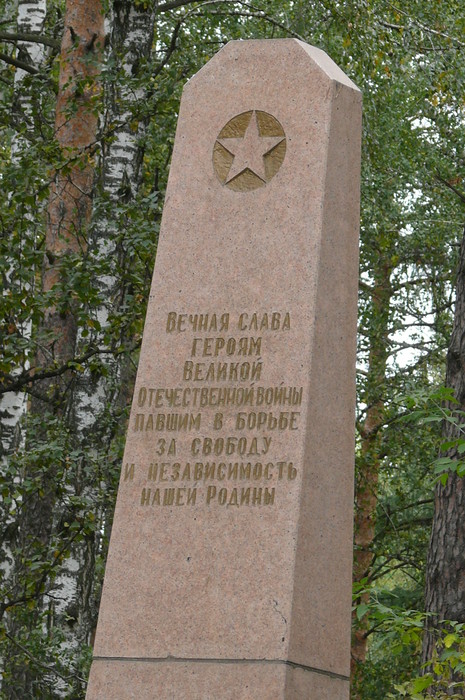 Вечная слава
героям
Великой
Отечественной войны
павшим в борьбе
за свободу
и независимость
нашей Родины